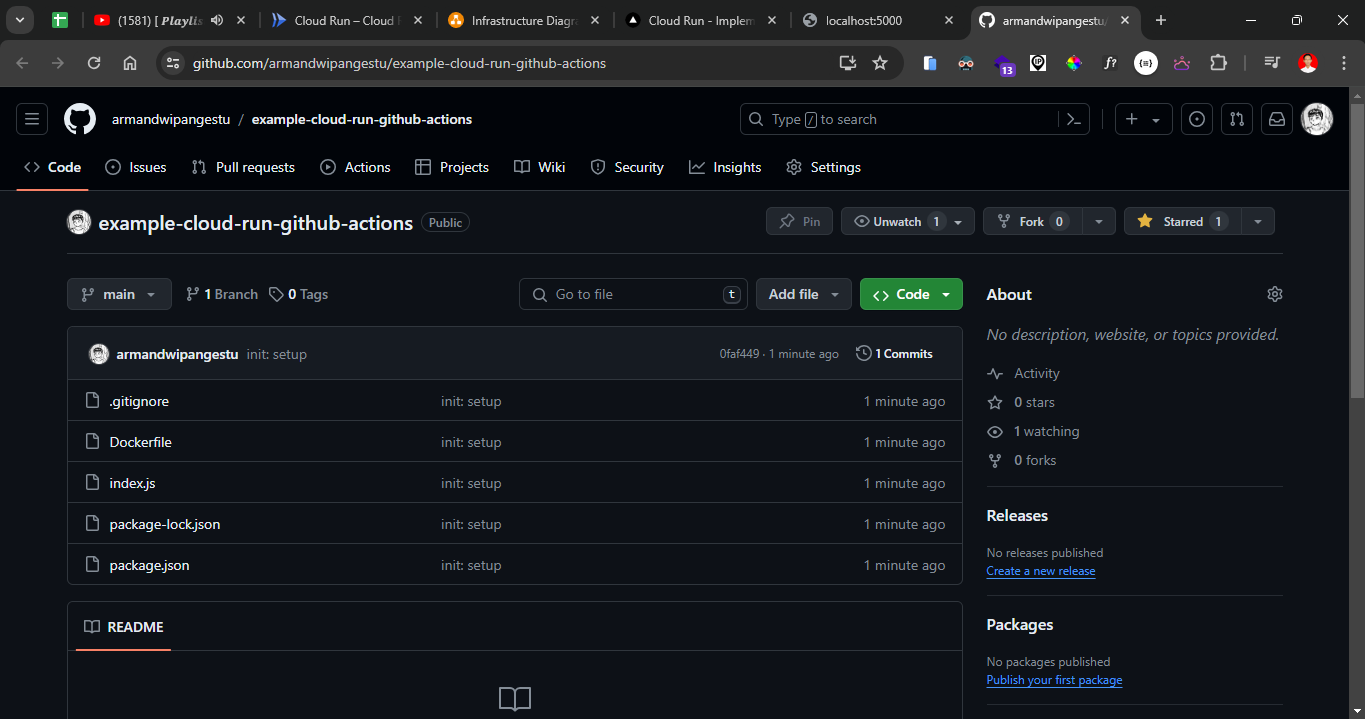 (1581) [ Playlis
Cloud Run – Cloud
Infrastructure Diagra
Cloud Run - Implem
localhost:5000
armandwipangestu/
github.com/armandwipangestu/example-cloud-run-github-actions
13
f?
armandwipangestu / example-cloud-run-github-actions
Type / to search
Code
Issues
Pull requests
Actions
Projects
Wiki
Security
Insights
Settings
example-cloud-run-github-actions Public
Pin
Unwatch 1
Fork 0
Starred 1
main
1 Branch
0 Tags
Go to file t
Add file
Code
armandwipangestu init: setup 0faf449 · 1 minute ago 1 Commits
.gitignore init: setup 1 minute ago
Dockerfile init: setup 1 minute ago
index.js init: setup 1 minute ago
package-lock.json init: setup 1 minute ago
package.json init: setup 1 minute ago
README
About
No description, website, or topics provided.
Activity
0 stars
1 watching
0 forks
Releases
No releases published
Create a new release
Packages
No packages published
Publish your first package